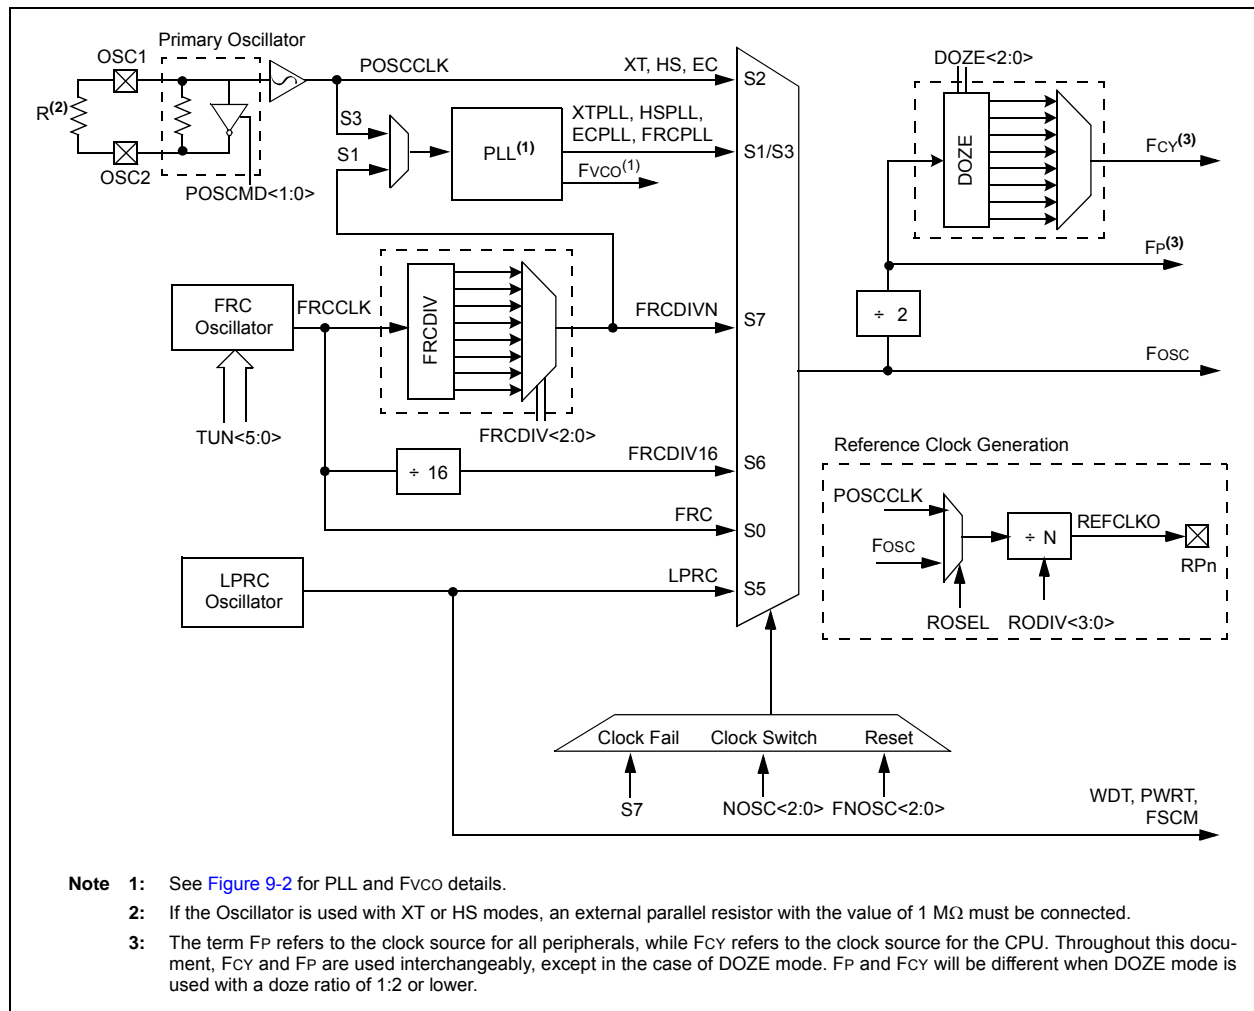 Primary Oscillator
OSC1
R(2)
OSC2
POSCMD<1:0>
POSCCLK
XT, HS, EC
S2
S3
S1
PLL(1)
XTPLL, HSPLL,
ECPLL, FRCPLL
S1/S3
FVCO(1)
DOZE<2:0>
DOZE
FCY(3)
FP(3)
÷ 2
FOSC
FRC
Oscillator
FRCCLK
FRCDIV
FRCDIVN
S7
TUN<5:0>
FRCDIV<2:0>
÷ 16
FRCDIV16
S6
FRC
S0
LPRC
Oscillator
LPRC
S5
Reference Clock Generation
POSCCLK
FOSC
÷ N
REFCLKO
RPn
ROSEL
RODIV<3:0>
Clock Fail
Clock Switch
Reset
S7
NOSC<2:0>
FNOSC<2:0>
WDT, PWRT,
FSCM
Note 1: See Figure 9-2 for PLL and FVCO details.
2: If the Oscillator is used with XT or HS modes, an external parallel resistor with the value of 1 MΩ must be connected.
3: The term FP refers to the clock source for all peripherals, while FCY refers to the clock source for the CPU. Throughout this docu-
ment, FCY and FP are used interchangeably, except in the case of DOZE mode. FP and FCY will be different when DOZE mode is
used with a doze ratio of 1:2 or lower.